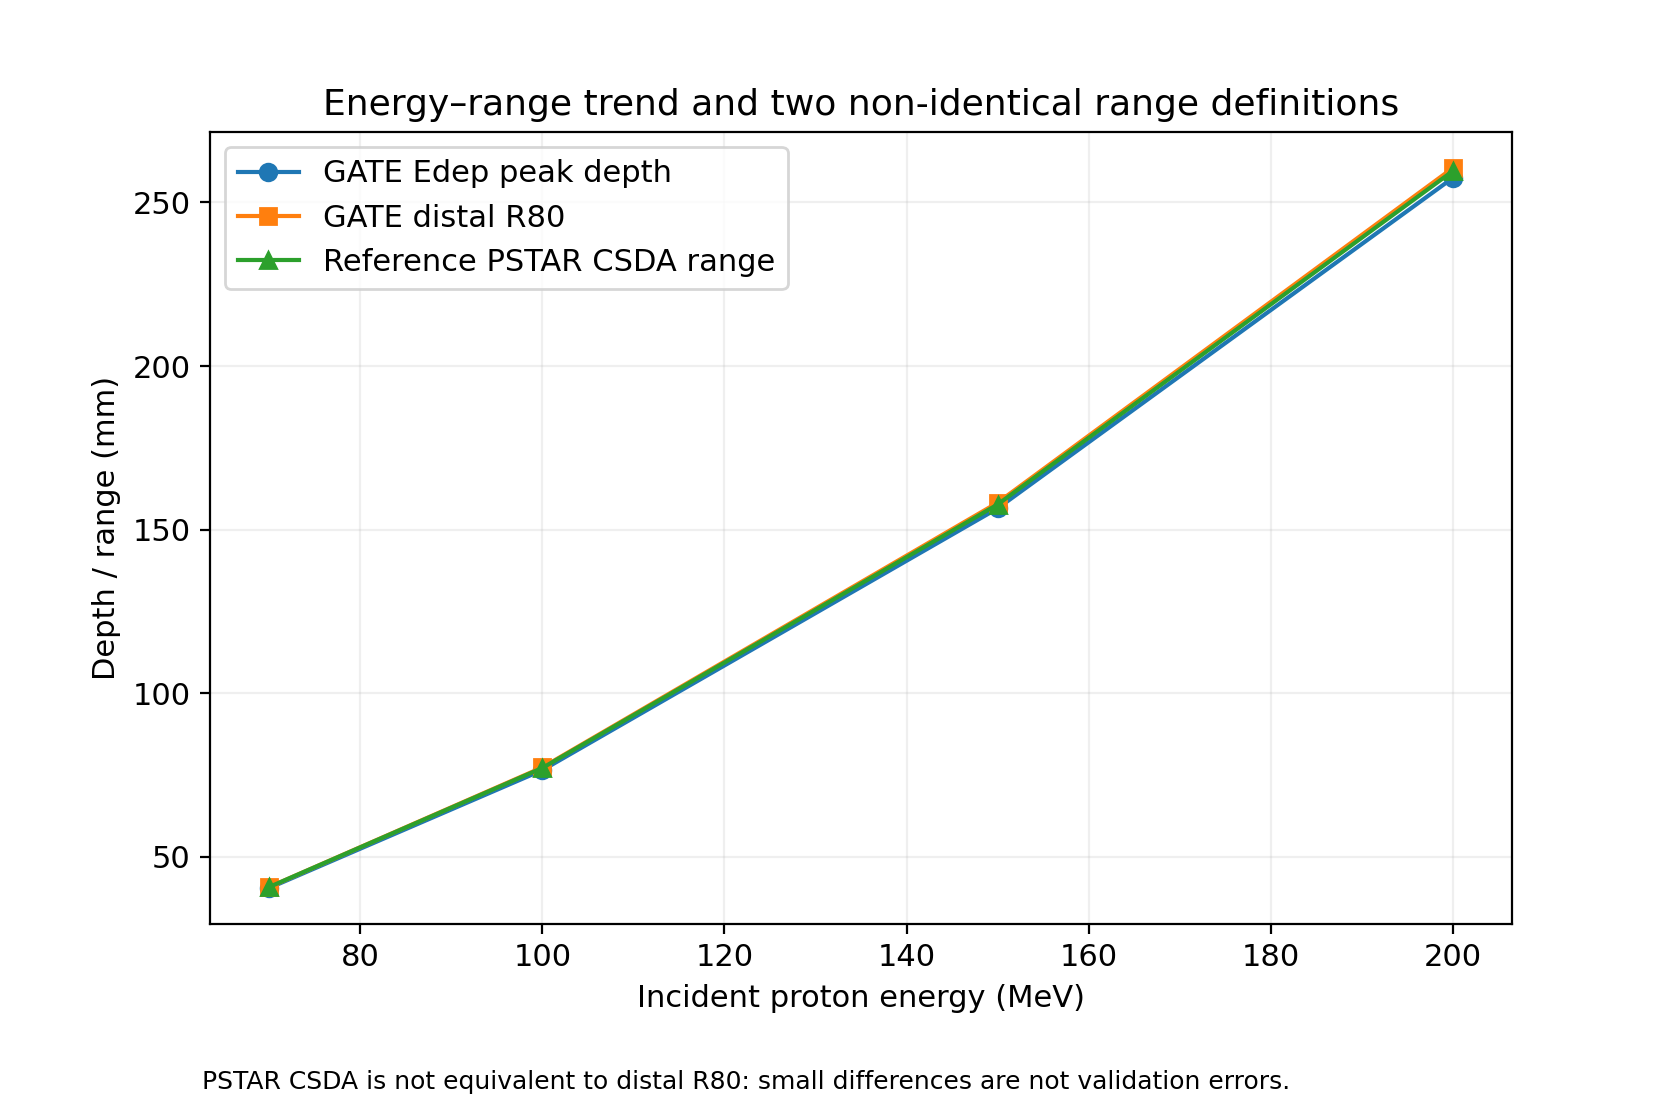 Energy–range trend and two non-identical range definitions
GATE Edep peak depth
GATE distal R80
Reference PSTAR CSDA range
Depth / range (mm)
250
200
150
100
50
80 100 120 140 160 180 200
Incident proton energy (MeV)
PSTAR CSDA is not equivalent to distal R80: small differences are not validation errors.